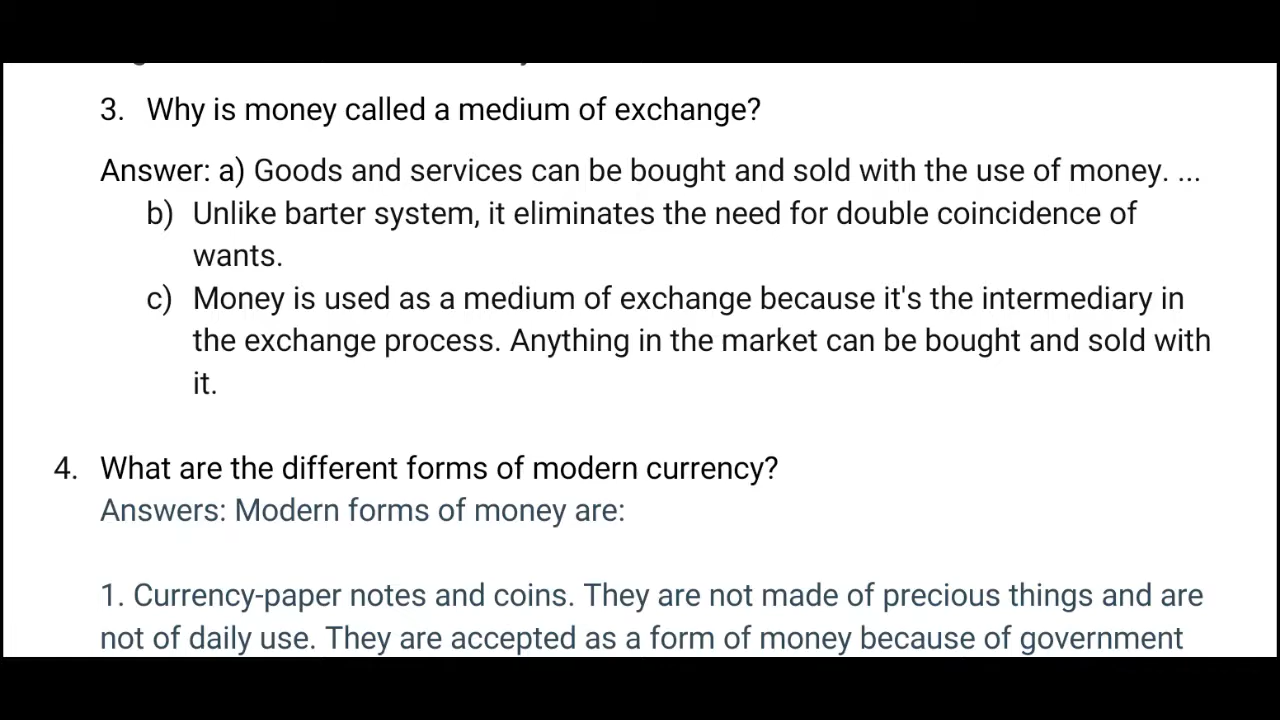 3. Why is money called a medium of exchange?
Answer: a) Goods and services can be bought and sold with the use of money. ...
b) Unlike barter system, it eliminates the need for double coincidence of
wants.
c) Money is used as a medium of exchange because it's the intermediary in
the exchange process. Anything in the market can be bought and sold with
it.
4. What are the different forms of modern currency?
Answers: Modern forms of money are:
1. Currency-paper notes and coins. They are not made of precious things and are
not of daily use. They are accepted as a form of money because of government